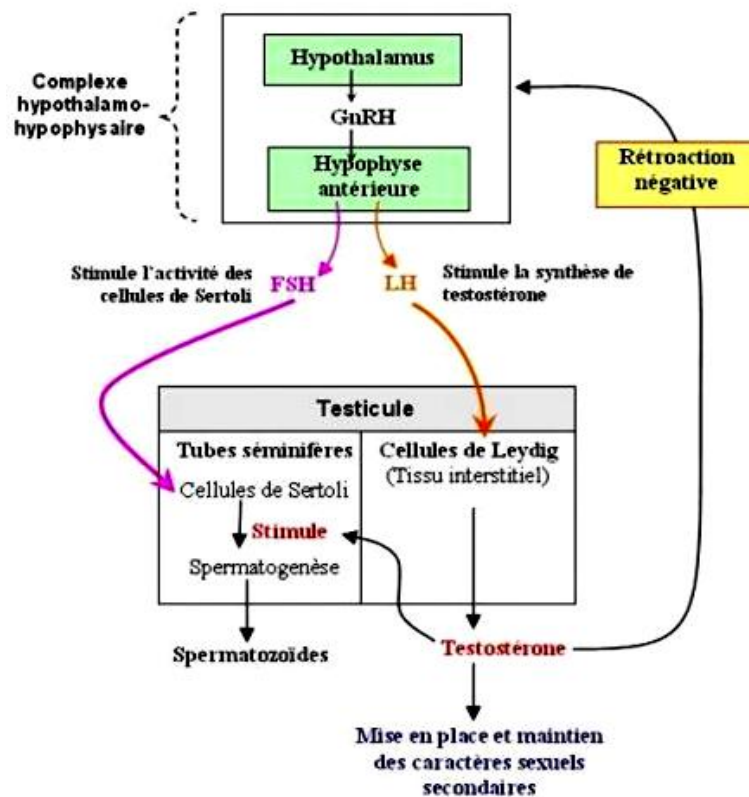 Complexe
hypothalamo-
hypophysaire
Hypothalamus
GnRH
Hypophyse
antérieure
Rétroaction
négative
Stimule l'activité des
cellules de Sertoli
FSH
LH
Stimule la synthèse de
testostérone
Testicule
Tubes séminifères
Cellules de Sertoli
Stimule
Spermatogenèse
Cellules de Leydig
(Tissu interstitiel)
Spermatozoïdes
Testostérone
Mise en place et maintien
des caractères sexuels
secondaires